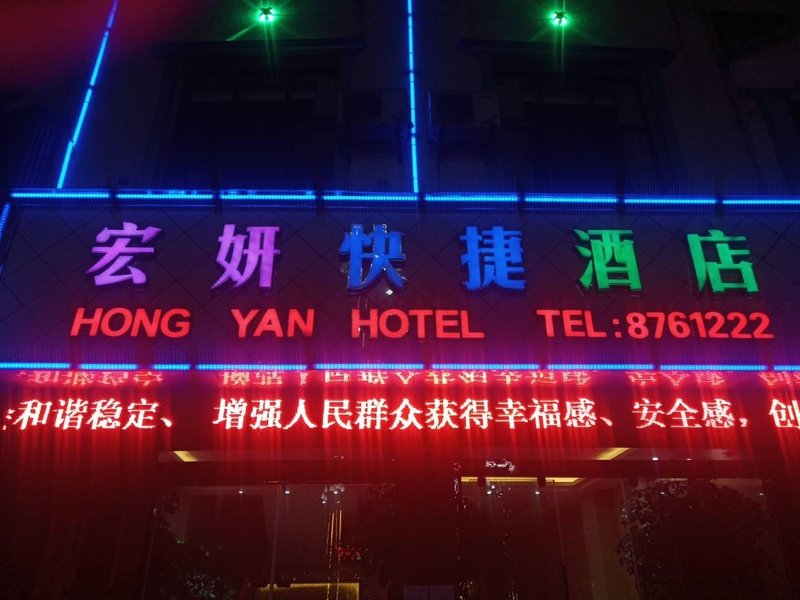 宏妍快捷酒店
HONG YAN HOTEL TEL:8761222
和谐稳定、增强人民群众获得幸福感、安全感，创